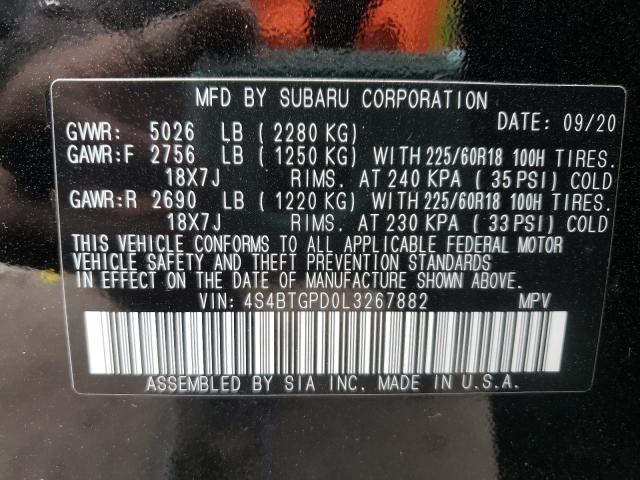 MFD BY SUBARU CORPORATION
DATE: 09/20
GVWR: 5026 LB (2280 KG)
GAWR:F 2756 LB (1250 KG) WITH 225/60R18 100H TIRES.
18X7J RIMS. AT 240 KPA (35 PSI) COLD
GAWR:R 2690 LB (1220 KG) WITH 225/60R18 100H TIRES.
18X7J RIMS. AT 230 KPA (33 PSI) COLD
THIS VEHICLE CONFORMS TO ALL APPLICABLE FEDERAL MOTOR
VEHICLE SAFETY AND THEFT PREVENTION STANDARDS
IN EFFECT ON THE DATE OF MANUFACTURE SHOWN ABOVE.
VIN: 4S4BTGPD0L3267882 MPV
ASSEMBLED BY SIA INC. MADE IN U.S.A.